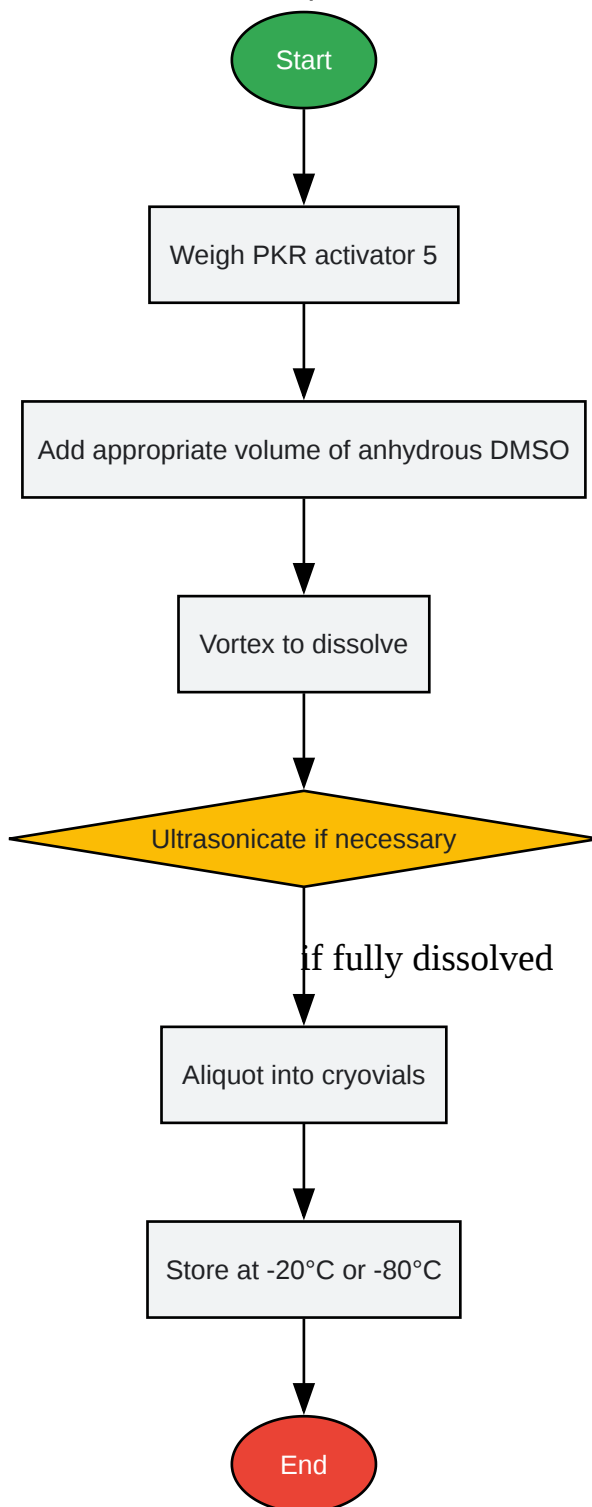 Start
Weigh PKR activator 5
Add appropriate volume of anhydrous DMSO
Vortex to dissolve
Ultrasonicate if necessary
if fully dissolved
Aliquot into cryovials
Store at -20°C or -80°C
End